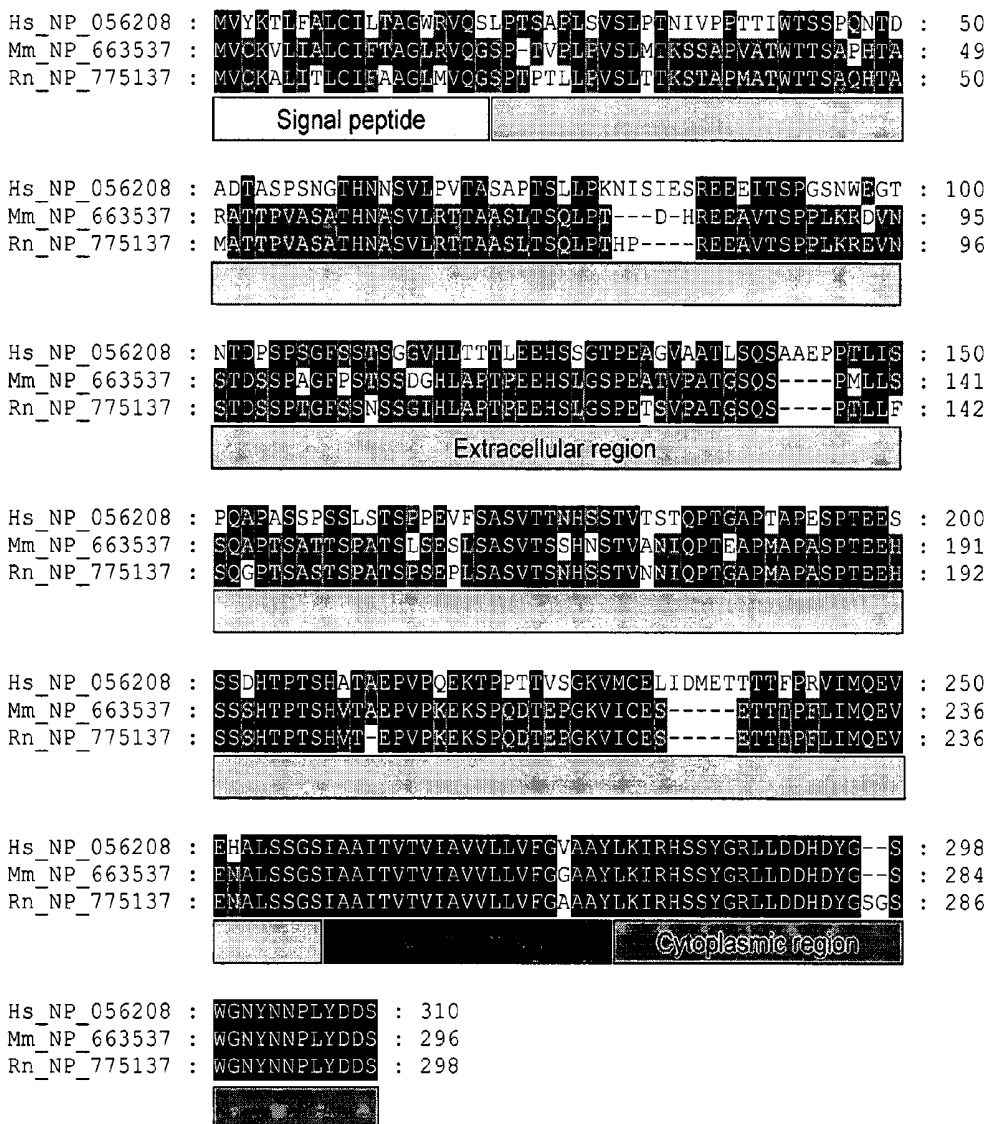 Hs_NP_056208 : MVYKTLFALCILTAGWRVQSLPTSAPLSVSLPTNIVPPTTIWTSSPQNTD : 50
Mm_NP_663537 : MVCKVLIALCIFTAGLRVQGSP-TVPLPVSLMTKSSAPVATWTTSAPHTA : 49
Rn_NP_775137 : MVCKALITLCIFAAGLMVQGSPTPTLLPVSLTTKSTAPMATWTTSAQHTA : 50
Signal peptide
Hs_NP_056208 : ADTASPSNGTHNNSVLPVTASAPTSLLPKNISIESREEEITSPGSNWEGT : 100
Mm_NP_663537 : RATTPVASATHNASVLRTTAASLTSQLPT---D-HREEAVTSPPLKRDVN : 95
Rn_NP_775137 : MATTPVASATHNASVLRTTAASLTSQLPTHP----REEAVTSPPLKREVN : 96
Hs_NP_056208 : NTDPSPSGFSSTSGGVHLTTTLEEHSSGTPEAGVAATLSQSAAEPPTLIS : 150
Mm_NP_663537 : STDSSPAGFPSTSSDGHLAPTPEEHSLGSPEATVPATGSQS----PMLLS : 141
Rn_NP_775137 : STDSSPTGFSSNSSGIHLAPTPEEHSLGSPETSVPATGSQS----PTLLF : 142
Extracellular region
Hs_NP_056208 : PQAPASSPSSLSTSPPEVFSASVTTNHSSTVTSTQPTGAPTAPESPTEES : 200
Mm_NP_663537 : SQAPTSATTSPATSLSESLSASVTSSHNSTVANIQPTEAPMAPASPTEEH : 191
Rn_NP_775137 : SQGPTSASTSPATSPSEPLSASVTSNHSSTVNNIQPTGAPMAPASPTEEH : 192
Hs_NP_056208 : SSDHTPTSHATAEPVPQEKTPPTTVSGKVMCELIDMETTTTFPRVIMQEV : 250
Mm_NP_663537 : SSSHTPTSHVTAEPVPKEKSPQDTEPGKVICES-----ETTTPFLIMQEV : 236
Rn_NP_775137 : SSSHTPTSHVT-EPVPKEKSPQDTEPGKVICES-----ETTTPFLIMQEV : 236
Hs_NP_056208 : EHALSSGSIAAITVTVIAVVLLVFGVAAYLKIRHSSYGRLLDDHDYG--S : 298
Mm_NP_663537 : ENALSSGSIAAITVTVIAVVLLVFGGAAYLKIRHSSYGRLLDDHDYG--S : 284
Rn_NP_775137 : ENALSSGSIAAITVTVIAVVLLVFGAAAYLKIRHSSYGRLLDDHDYGSGS : 286
Cytoplasmic region
Hs_NP_056208 : WGNYNNPLYDDS : 310
Mm_NP_663537 : WGNYNNPLYDDS : 296
Rn_NP_775137 : WGNYNNPLYDDS : 298